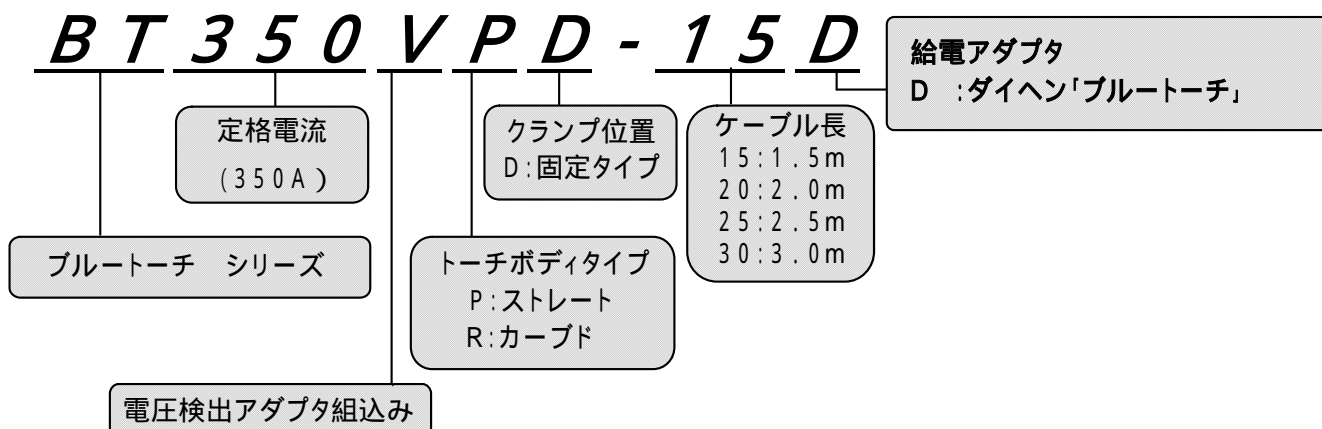 BT350VPD-15D
給電アダプタ
D :ダイヘン「ブルートーチ」
定格電流
(350A)
クランプ位置
D:固定タイプ
ケーブル長
15:1.5m
20:2.0m
25:2.5m
30:3.0m
ブルートーチ シリーズ
トーチボディタイプ
P:ストレート
R:カーブド
電圧検出アダプタ組込み